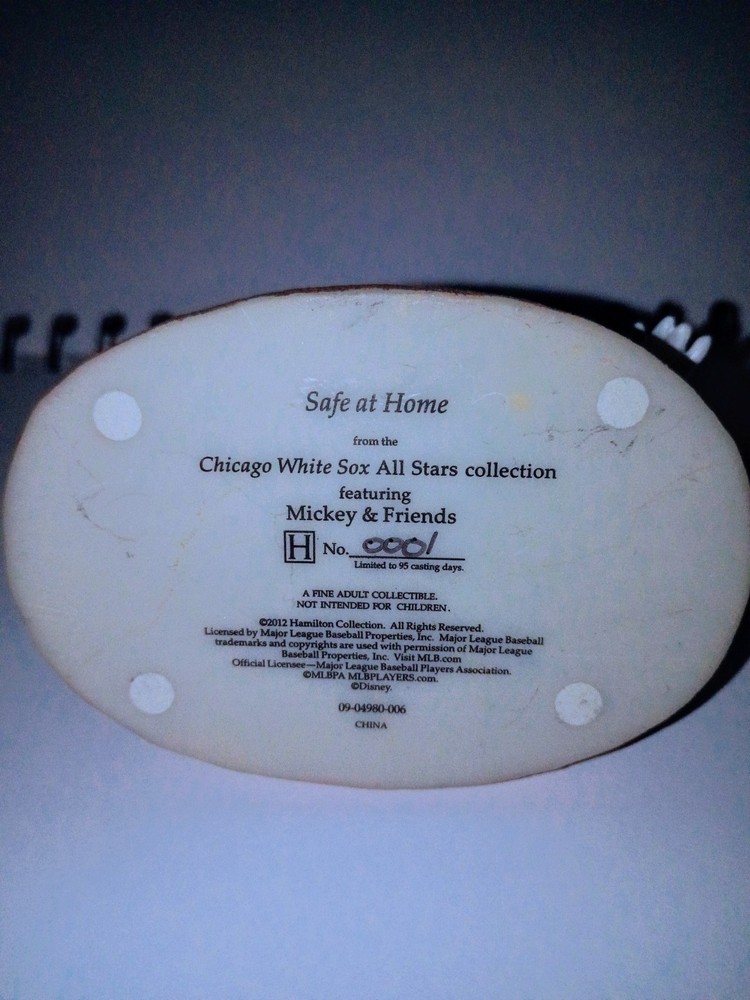 Safe at Home
from the
Chicago White Sox All Stars collection
featuring
Mickey & Friends
H No. 0001
Limited to 95 casting days.
A FINE ADULT COLLECTIBLE.
NOT INTENDED FOR CHILDREN.
©2012 Hamilton Collection. All Rights Reserved.
Licensed by Major League Baseball Properties, Inc. Major League Baseball
trademarks and copyrights are used with permission of Major League
Baseball Properties, Inc. Visit MLB.com
Official Licensee—Major League Baseball Players Association.
©MLBPA MLBPLAYERS.com.
©Disney.
09-04980-006
CHINA